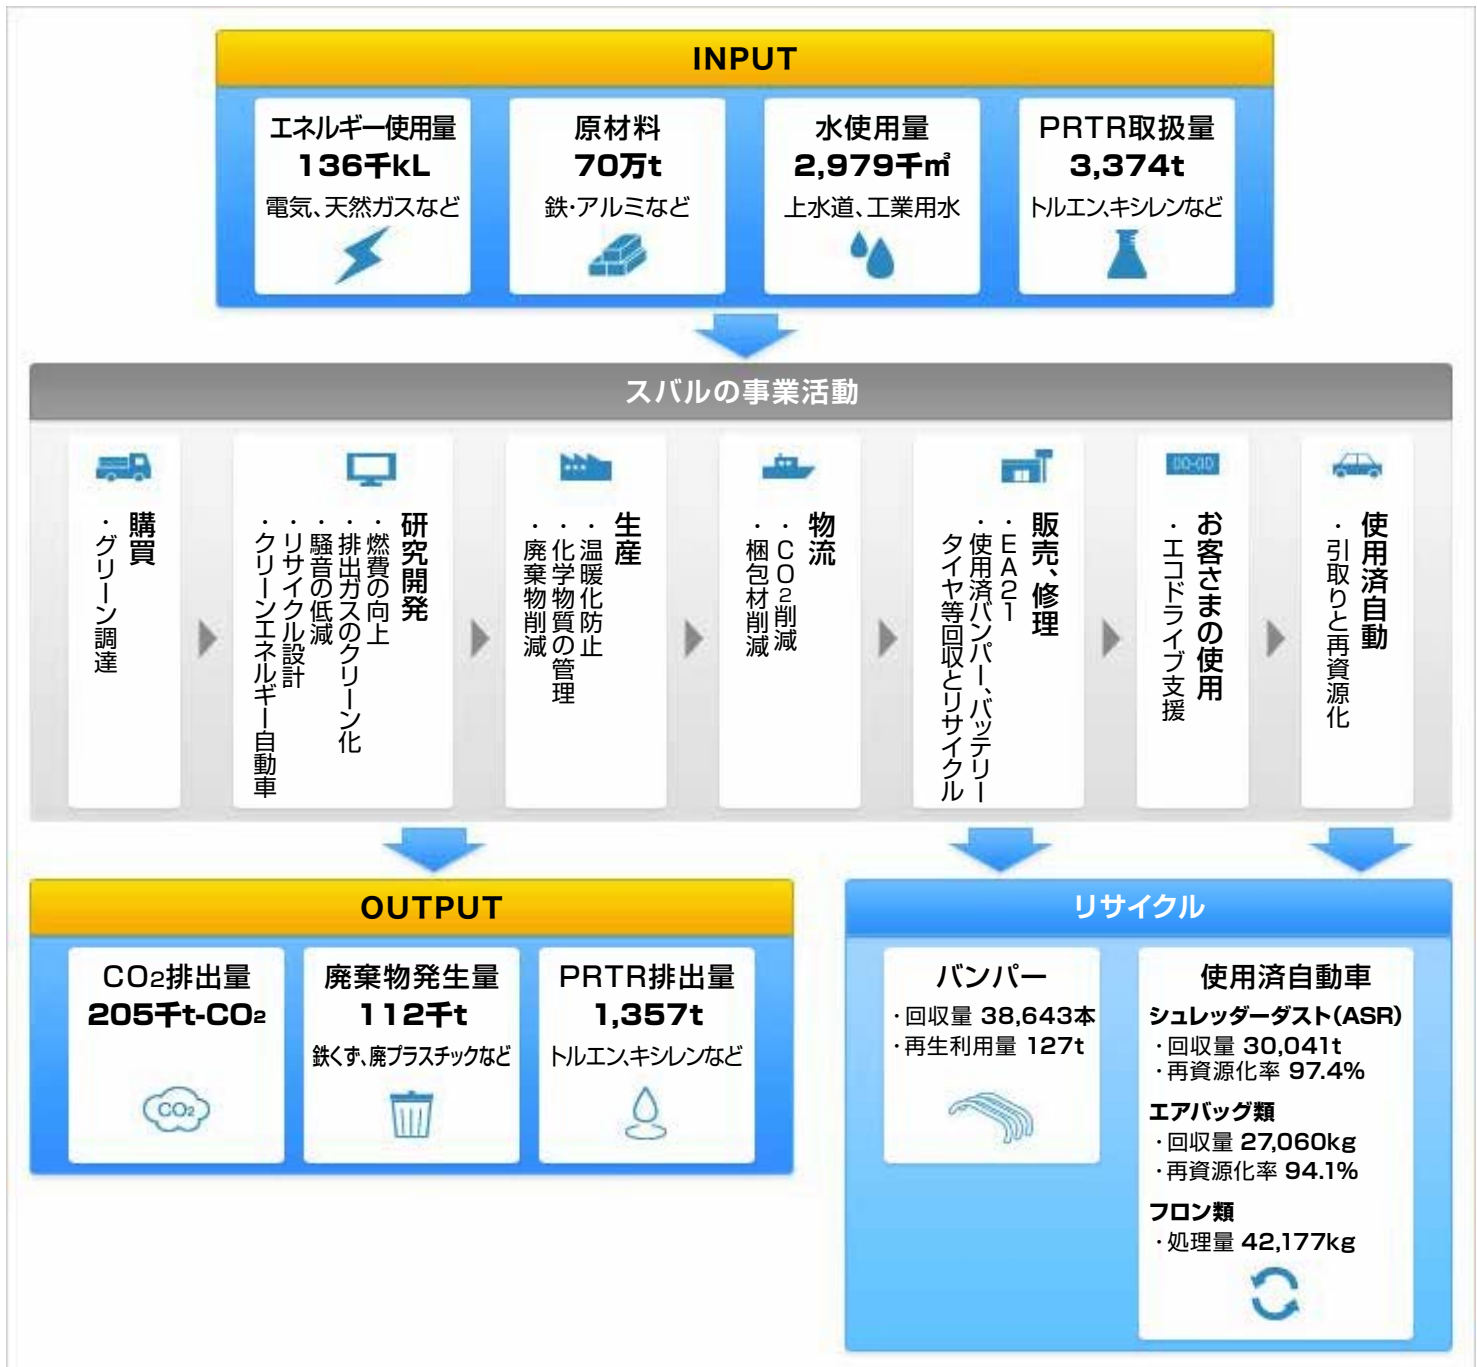 INPUT
エネルギー使用量
136千kL
電気、天然ガスなど
原材料
70万t
鉄・アルミなど
水使用量
2,979千㎥
上水道、工業用水
PRTR取扱量
3,374t
トルエン、キシレンなど
スバルの事業活動
購買
・グリーン調達
研究開発
・燃費の向上
・排出ガスのクリーン化
・騒音の低減
・リサイクル設計
・クリーンエネルギー自動車
生産
・温暖化防止
・化学物質の管理
・廃棄物削減
物流
・CO2削減
・梱包材削減
販売、修理
・EA21
・使用済バンパー、バッテリー
タイヤ等回収とリサイクル
00-00
お客さまの使用
・エコドライブ支援
使用済自動
・引取りと再資源化
OUTPUT
CO2排出量
205千t-CO2
CO2
廃棄物発生量
112千t
鉄くず、廃プラスチックなど
PRTR排出量
1,357t
トルエン、キシレンなど
リサイクル
バンパー
・回収量 38,643本
・再生利用量 127t
使用済自動車
シュレッダーダスト(ASR)
・回収量 30,041t
・再資源化率 97.4%
エアバッグ類
・回収量 27,060kg
・再資源化率 94.1%
フロン類
・処理量 42,177kg